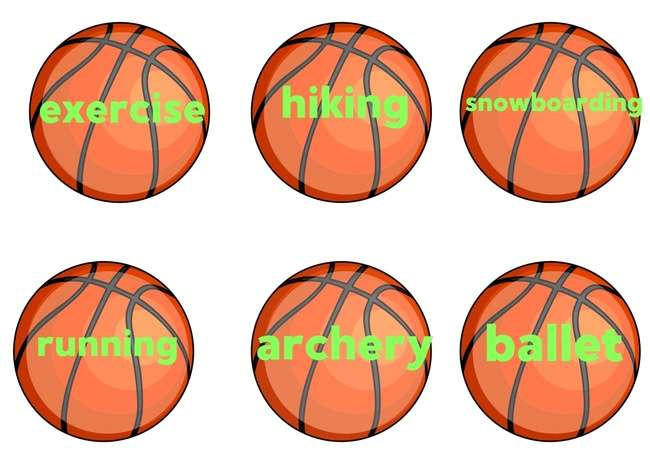 exercise
hiking
snowboarding
running
archery
ballet